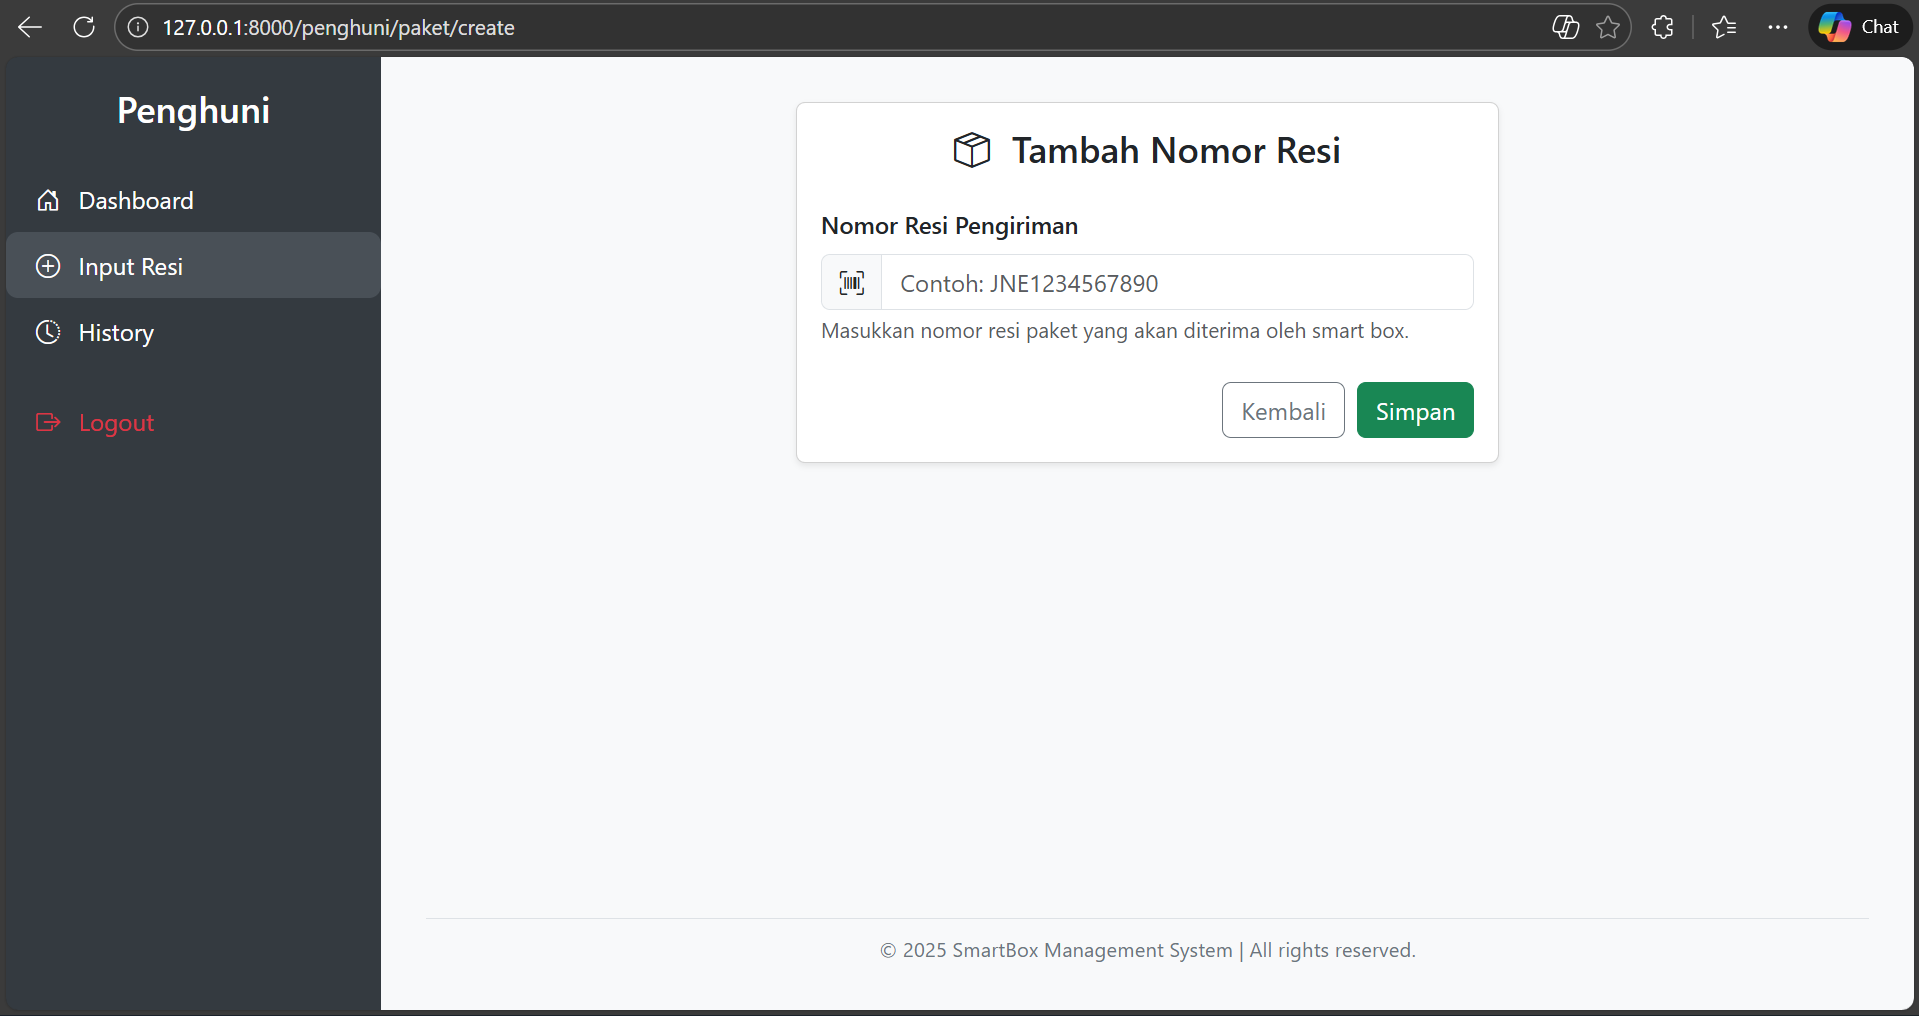 127.0.0.1:8000/penghuni/paket/create
Chat
Penghuni
Dashboard
Input Resi
History
Logout
Tambah Nomor Resi
Nomor Resi Pengiriman
Contoh: JNE1234567890
Masukkan nomor resi paket yang akan diterima oleh smart box.
Kembali
Simpan
© 2025 SmartBox Management System | All rights reserved.